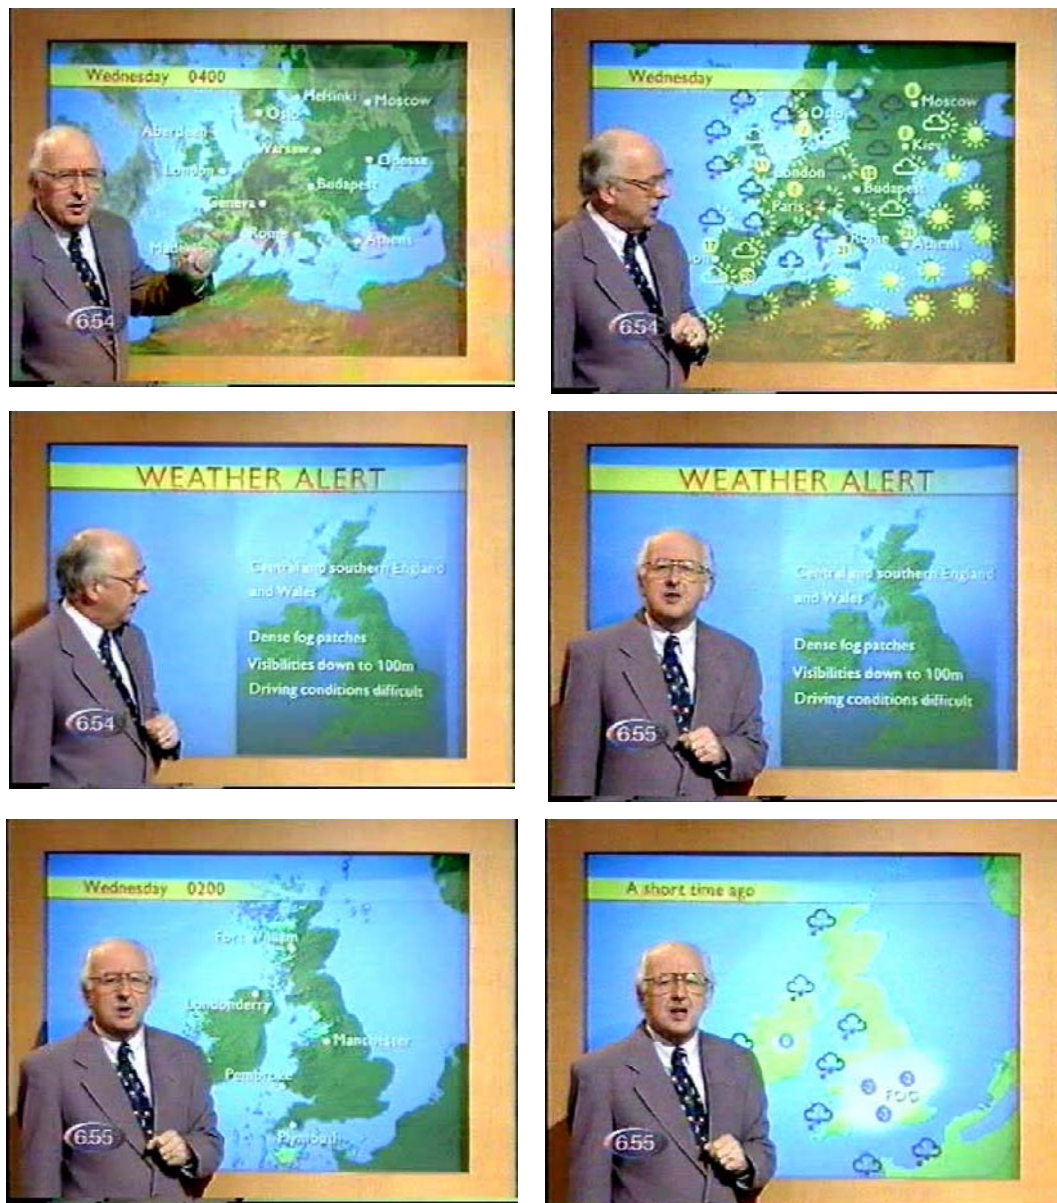 Wednesday 0400
Helsinki
Moscow
Oslo
Aberdeen
Warsaw
Odesse
London
Budapest
Geneva
Rome
Athens
Madrid
6.54
Wednesday
Moscow
Oslo
Kiev
London
Budapest
Paris
Rome
Athens
17
21
6.54
WEATHER ALERT
Central and southern England
and Wales
Dense fog patches
Visibilities down to 100m
Driving conditions difficult
6.54
WEATHER ALERT
Central and southern England
and Wales
Dense fog patches
Visibilities down to 100m
Driving conditions difficult
6.55
Wednesday 0200
Fort William
Londonderry
Manchester
Pembroke
Plymouth
6.55
A short time ago
FOG
6.55